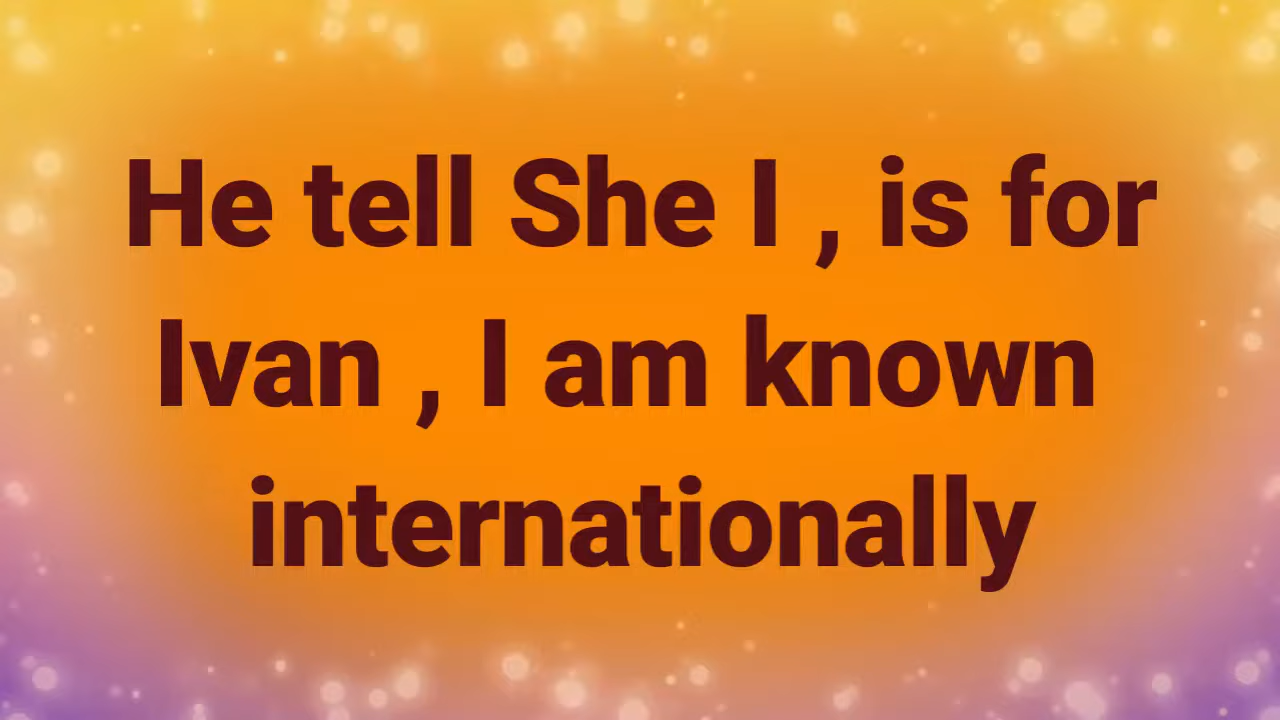 He tell She I , is for
Ivan , I am known
internationally